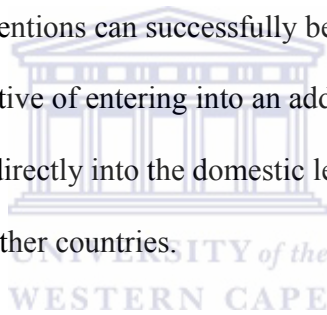 entions can successfully be
tive of entering into an add
directly into the domestic le
ther countries.
UNIVERSITY of the
WESTERN CAPE